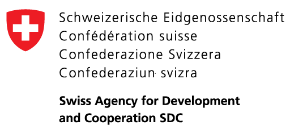 Schweizerische Eidgenossenschaft
Confédération suisse
Confederazione Svizzera
Confederaziun svizra
Swiss Agency for Development
and Cooperation SDC